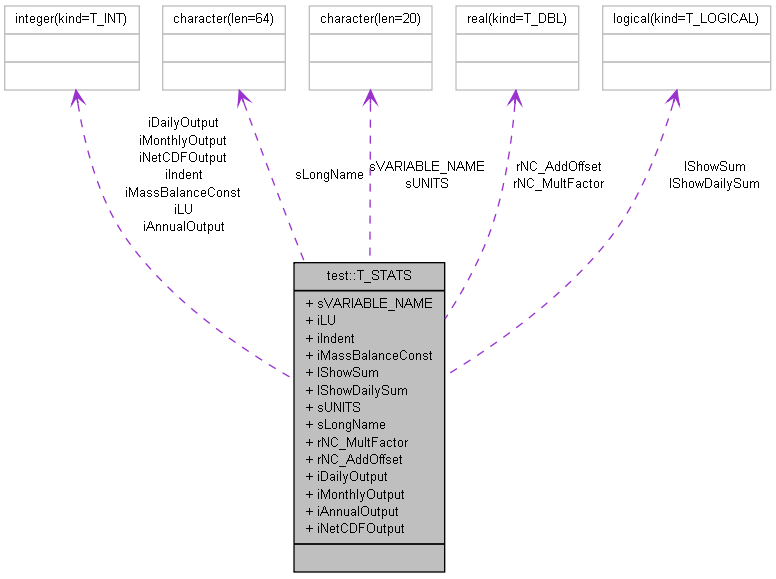 integer(kind=T_INT)
character(len=64)
character(len=20)
real(kind=T_DBL)
logical(kind=T_LOGICAL)
iDailyOutput
iMonthlyOutput
iNetCDFOutput
iIndent
iMassBalanceConst
iLU
iAnnualOutput
sLongName
sVARIABLE_NAME
sUNITS
rNC_AddOffset
rNC_MultFactor
lShowSum
lShowDailySum
test::T_STATS
+ sVARIABLE_NAME
+ iLU
+ iIndent
+ iMassBalanceConst
+ lShowSum
+ lShowDailySum
+ sUNITS
+ sLongName
+ rNC_MultFactor
+ rNC_AddOffset
+ iDailyOutput
+ iMonthlyOutput
+ iAnnualOutput
+ iNetCDFOutput